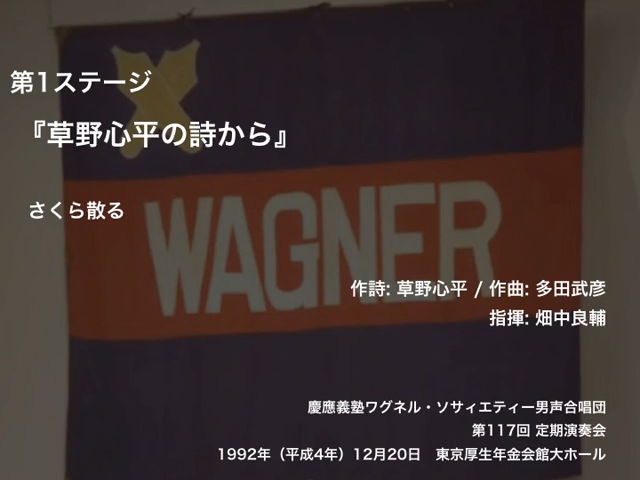 第1ステージ
『草野心平の詩から』
さくら散る
WAGNER
作詩: 草野心平 / 作曲: 多田武彦
指揮: 畑中良輔
慶應義塾ワグネル・ソサィエティー男声合唱団
第117回 定期演奏会
1992年（平成4年）12月20日　東京厚生年金会館大ホール